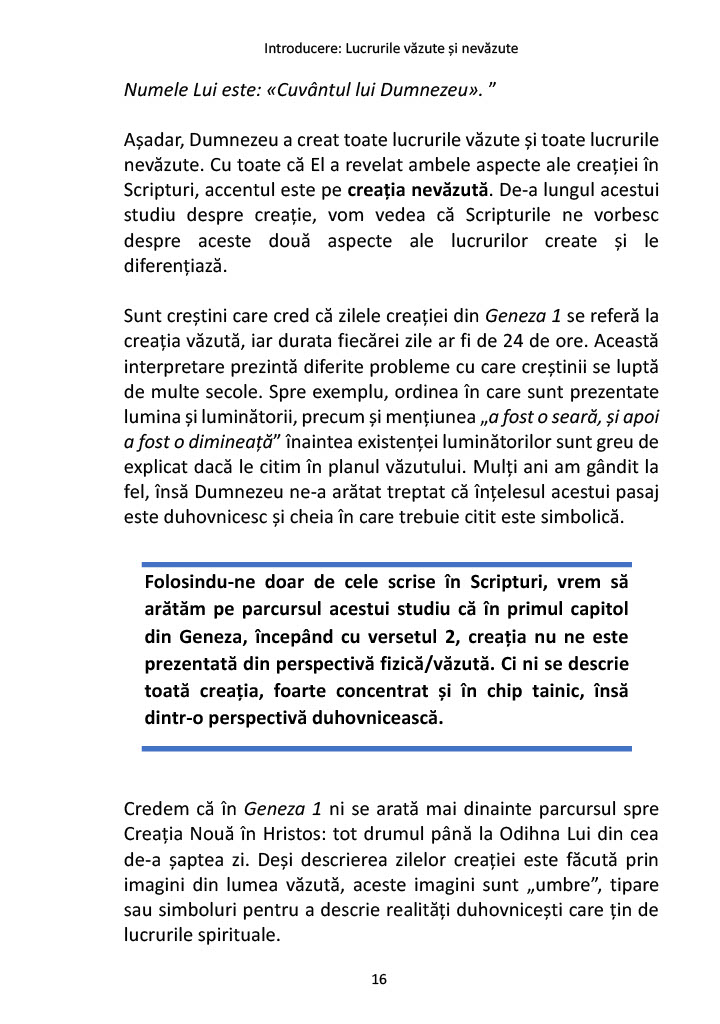 Introducere: Lucrurile văzute și nevăzute
Numele Lui este: «Cuvântul lui Dumnezeu». ”
Așadar, Dumnezeu a creat toate lucrurile văzute și toate lucrurile
nevăzute. Cu toate că El a revelat ambele aspecte ale creației în
Scripturi, accentul este pe creația nevăzută. De-a lungul acestui
studiu despre creație, vom vedea că Scripturile ne vorbesc
despre aceste două aspecte ale lucrurilor create și le
diferențiază.
Sunt creștini care cred că zilele creației din Geneza 1 se referă la
creația văzută, iar durata fiecărei zile ar fi de 24 de ore. Această
interpretare prezintă diferite probleme cu care creștinii se luptă
de multe secole. Spre exemplu, ordinea în care sunt prezentate
lumina și luminătorii, precum și mențiunea „a fost o seară, și apoi
a fost o dimineață” înaintea existenței luminătorilor sunt greu de
explicat dacă le citim în planul văzutului. Mulți ani am gândit la
fel, însă Dumnezeu ne-a arătat treptat că înțelesul acestui pasaj
este duhovnicesc și cheia în care trebuie citit este simbolică.
Folosindu-ne doar de cele scrise în Scripturi, vrem să
arătăm pe parcursul acestui studiu că în primul capitol
din Geneza, începând cu versetul 2, creația nu ne este
prezentată din perspectivă fizică/văzută. Ci ni se descrie
toată creația, foarte concentrat și în chip tainic, însă
dintr-o perspectivă duhovnicească.
Credem că în Geneza 1 ni se arată mai dinainte parcursul spre
Creația Nouă în Hristos: tot drumul până la Odihna Lui din cea
de-a șaptea zi. Deși descrierea zilelor creației este făcută prin
imagini din lumea văzută, aceste imagini sunt „umbre”, tipare
sau simboluri pentru a descrie realități duhovnicești care țin de
lucrurile spirituale.
16